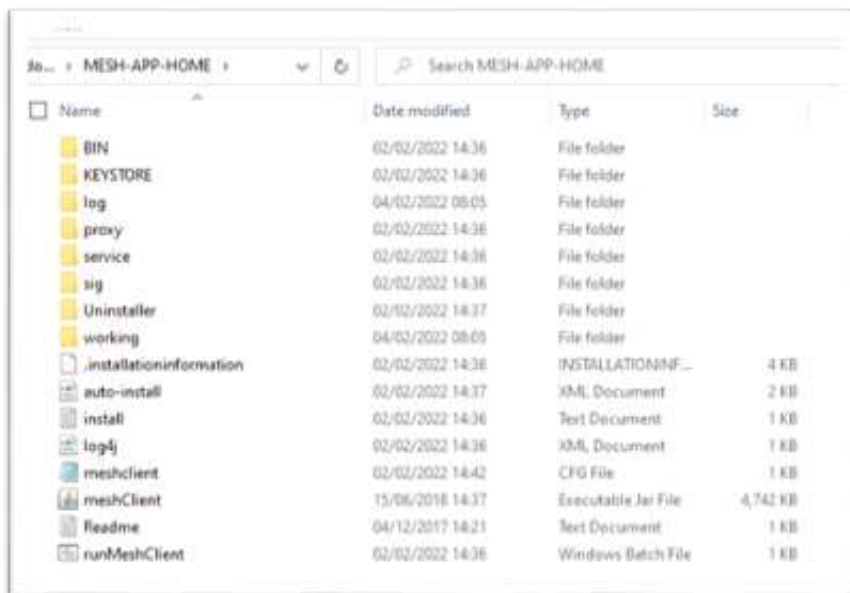 MESH-APP-HOME Search MESH-APP-HOME
Name Date modified Type Size
BIN 02/02/2022 14:36 File folder
KEYSTORE 02/02/2022 14:36 File folder
log 04/02/2022 08:05 File folder
proxy 02/02/2022 14:36 File folder
service 02/02/2022 14:36 File folder
sig 02/02/2022 14:36 File folder
Uninstaller 02/02/2022 14:37 File folder
working 04/02/2022 08:05 File folder
.installationinformation 02/02/2022 14:36 INSTALLATIONINF... 4 KB
auto-install 02/02/2022 14:37 XML Document 2 KB
install 02/02/2022 14:36 Text Document 1 KB
log4j 02/02/2022 14:36 XML Document 1 KB
meshclient 02/02/2022 14:42 CFG File 1 KB
meshClient 15/06/2018 14:37 Executable Jar File 4,742 KB
Readme 04/12/2017 14:21 Text Document 1 KB
runMeshClient 02/02/2022 14:36 Windows Batch File 1 KB